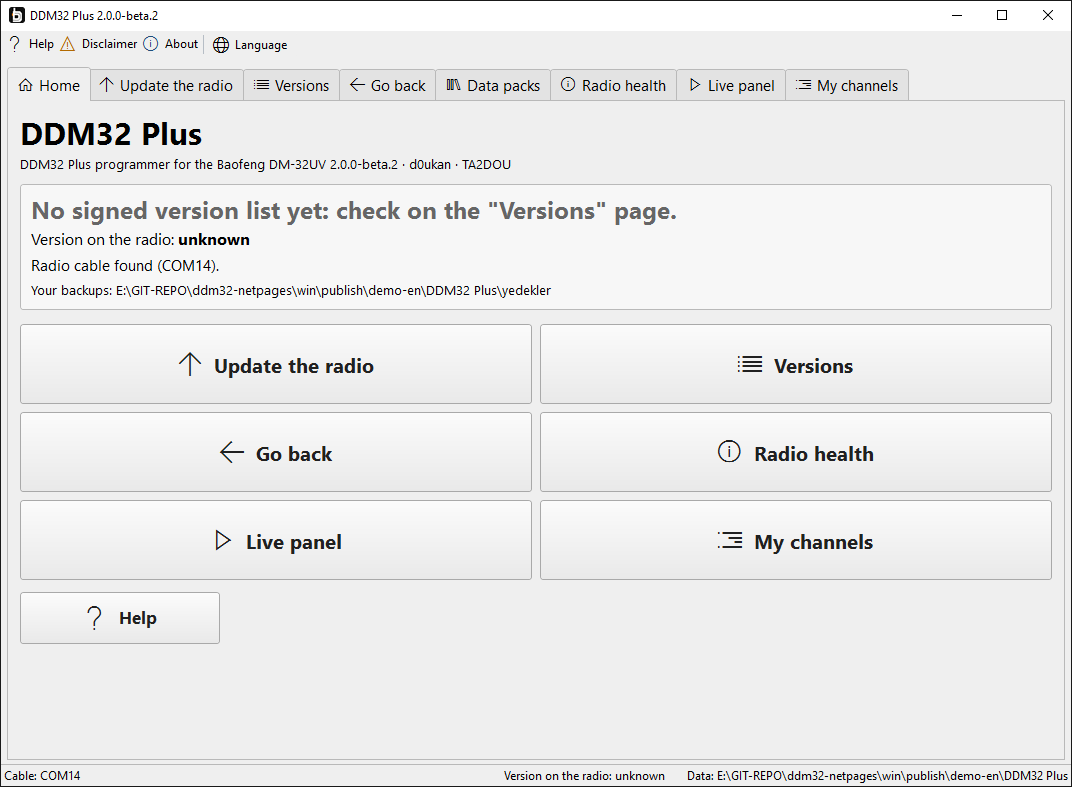 DDM32 Plus 2.0.0-beta.2
Help Disclaimer About Language
Home Update the radio Versions Go back Data packs Radio health Live panel My channels
DDM32 Plus
DDM32 Plus programmer for the Baofeng DM-32UV 2.0.0-beta.2 · d0ukan · TA2DOU
No signed version list yet: check on the "Versions" page.
Version on the radio: unknown
Radio cable found (COM14).
Your backups: E:\GIT-REPO\ddm32-netpages\win\publish\demo-en\DDM32 Plus\yedekler
Update the radio
Versions
Go back
Radio health
Live panel
My channels
Help
Cable: COM14 Version on the radio: unknown Data: E:\GIT-REPO\ddm32-netpages\win\publish\demo-en\DDM32 Plus